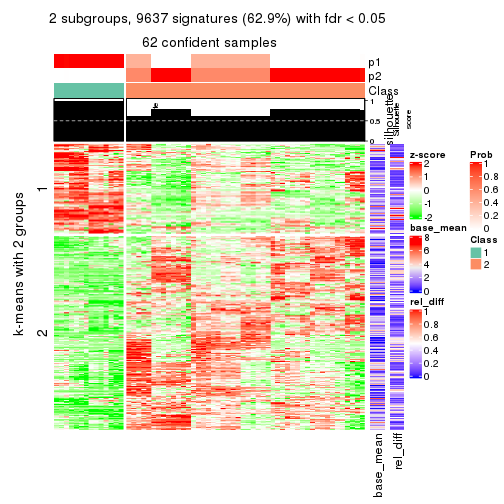 2 subgroups, 9637 signatures (62.9%) with fdr < 0.05
62 confident samples
p1
p2
Class
1
0.5
0
silhouette
Silhouette
score
k-means with 2 groups
1
2
base_mean
rel_diff
z-score
2
1
0
-1
-2
base_mean
8
6
4
2
0
rel_diff
1
0.8
0.6
0.4
0.2
0
Prob
1
0.8
0.6
0.4
0.2
0
Class
1
2